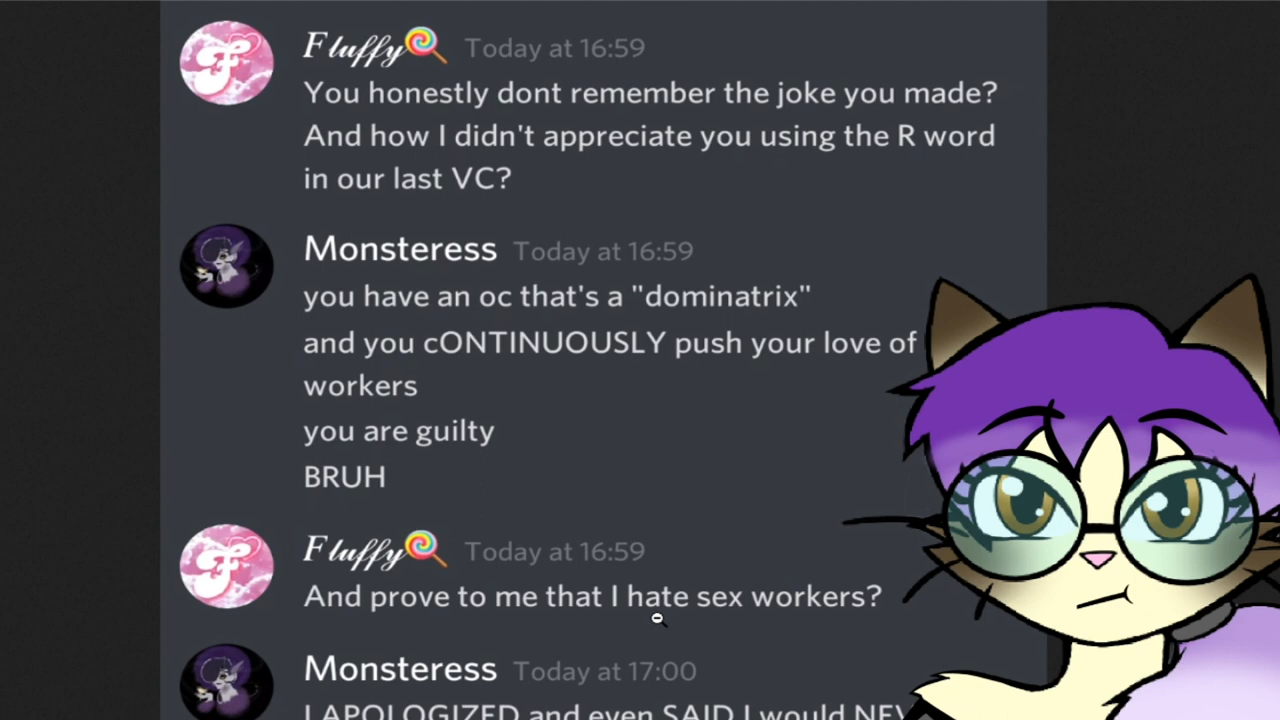 Fluffy🍭 Today at 16:59
You honestly dont remember the joke you made?
And how I didn't appreciate you using the R word
in our last VC?
Monsteress Today at 16:59
you have an oc that's a "dominatrix"
and you cONTINUOUSLY push your love of
workers
you are guilty
BRUH
Fluffy🍭 Today at 16:59
And prove to me that I hate sex workers?
Monsteress Today at 17:00
I APOLOGIZED and even SAID I would